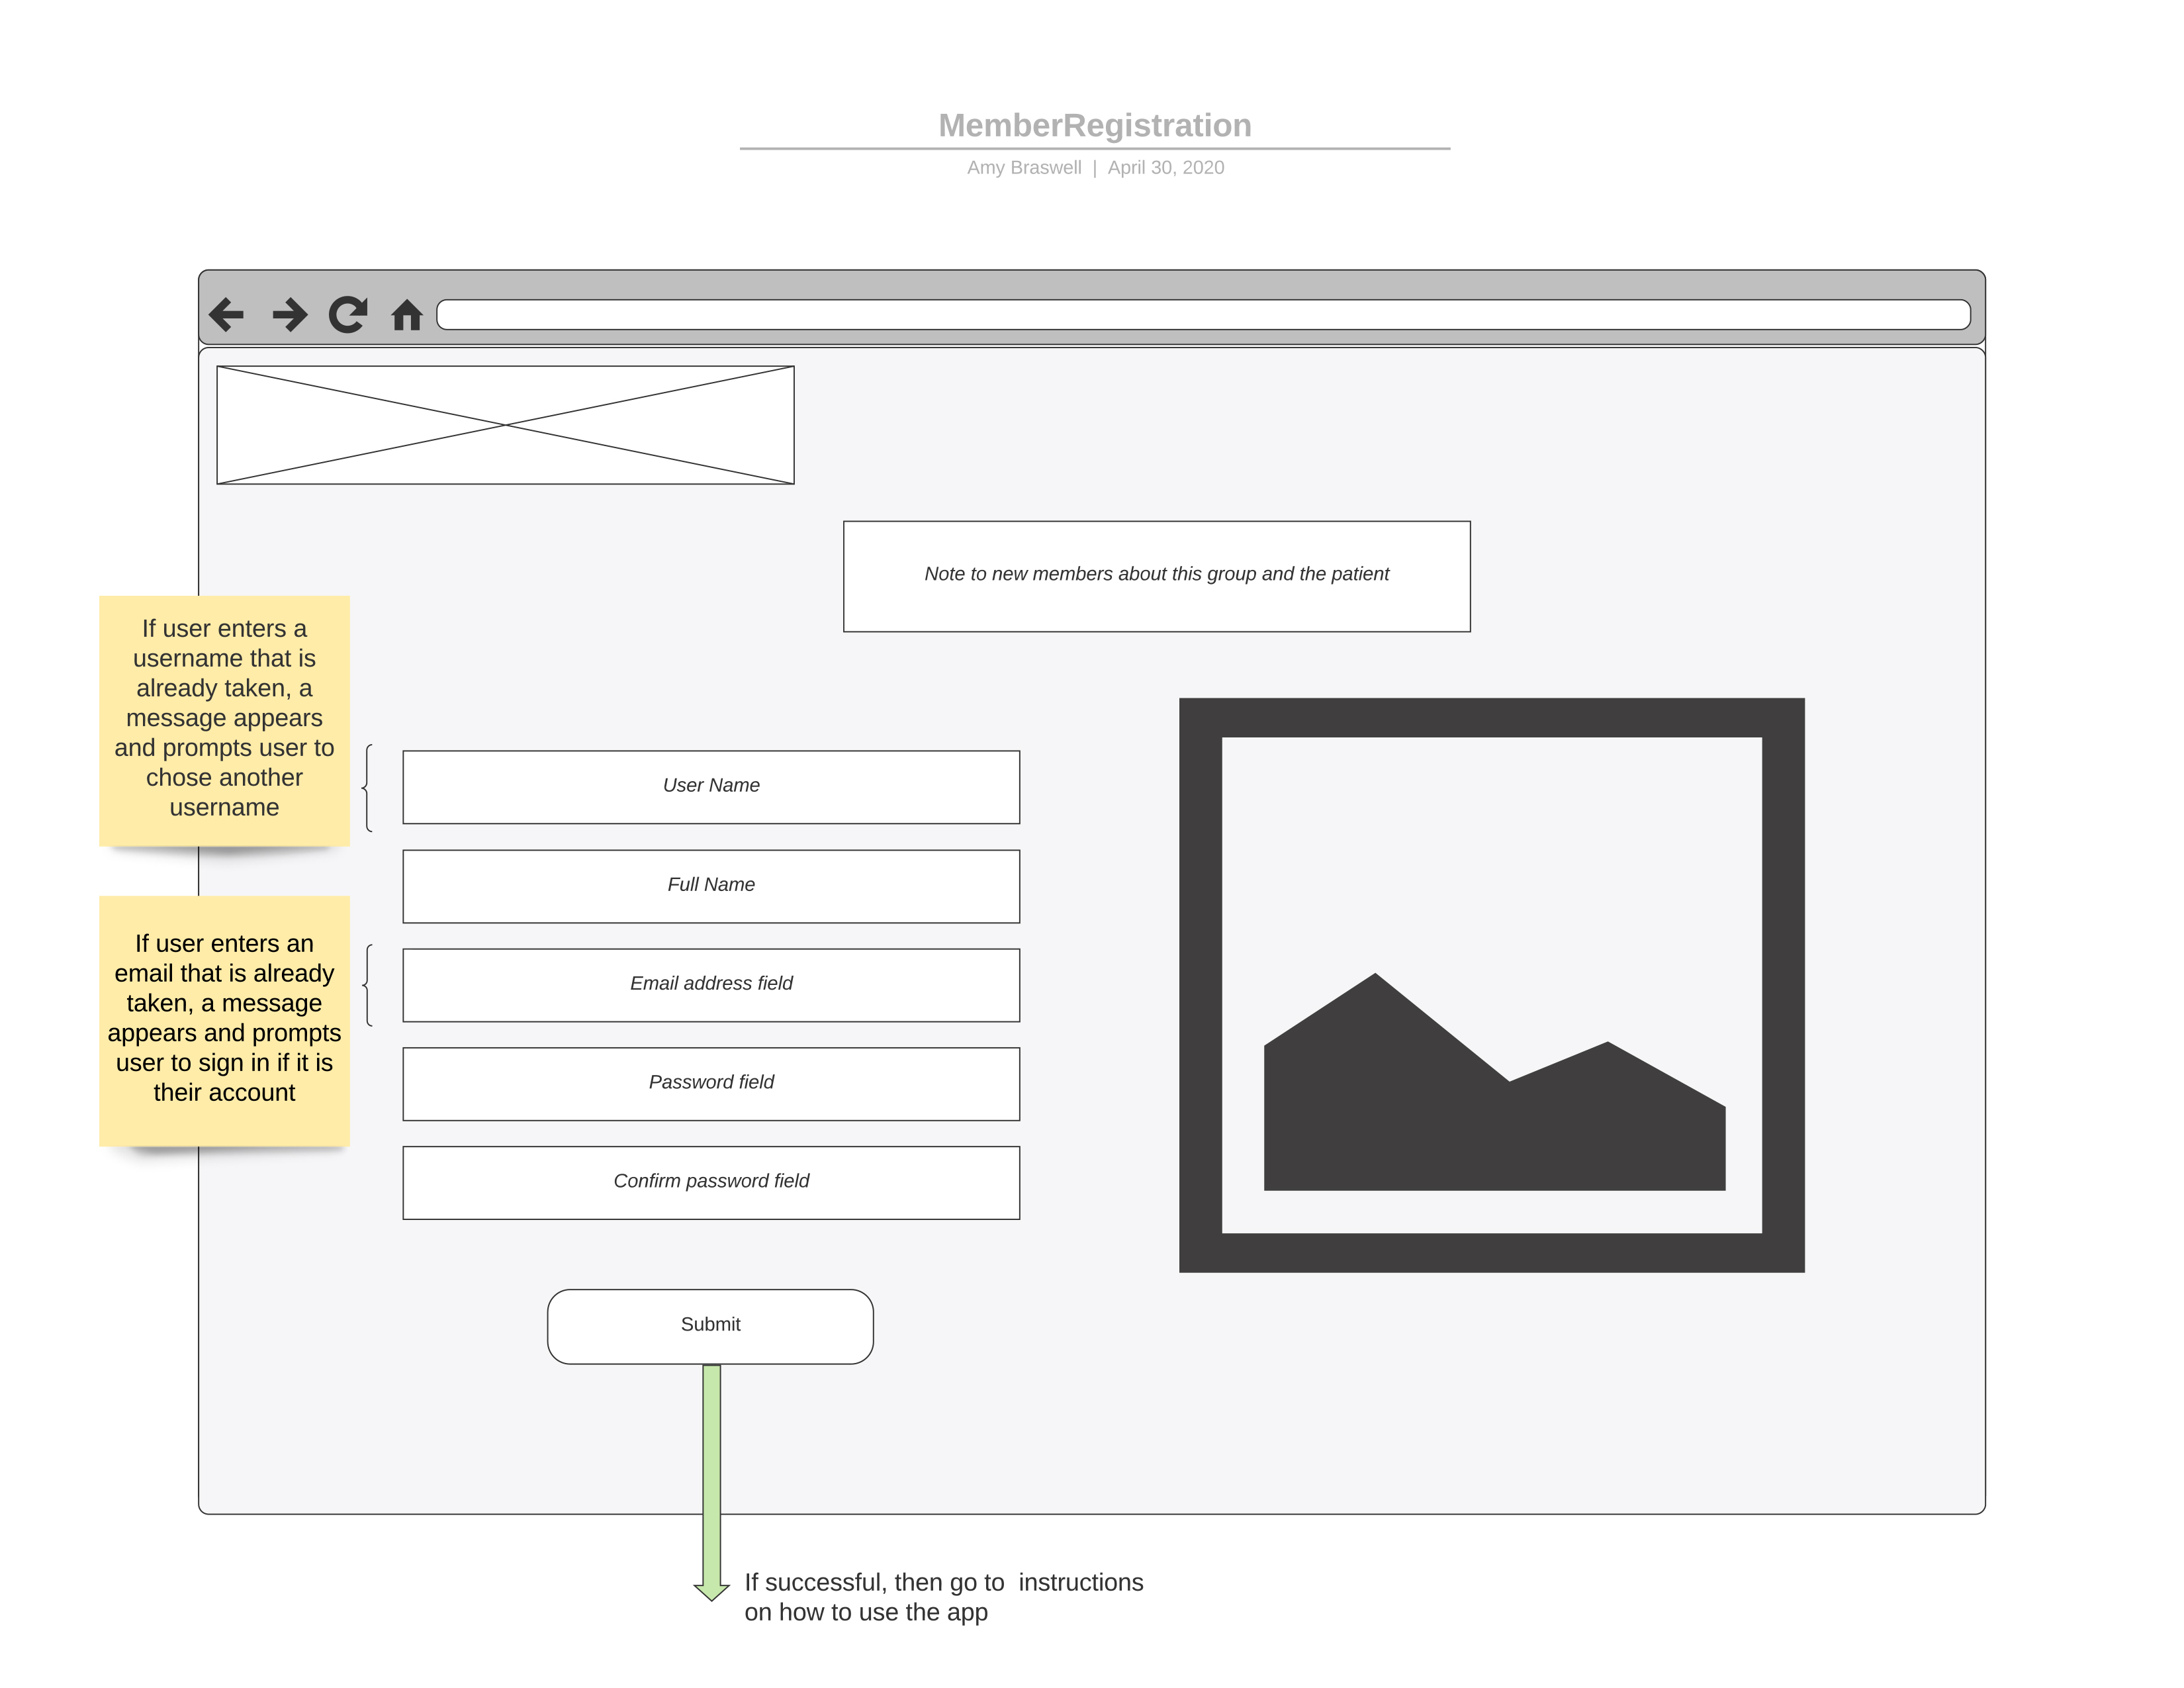 MemberRegistration
Amy Braswell | April 30, 2020
Note to new members about this group and the patient
If user enters a
username that is
already taken, a
message appears
and prompts user to
chose another
username
User Name
Full Name
If user enters an
email that is already
taken, a message
appears and prompts
user to sign in if it is
their account
Email address field
Password field
Confirm password field
Submit
If successful, then go to  instructions
on how to use the app